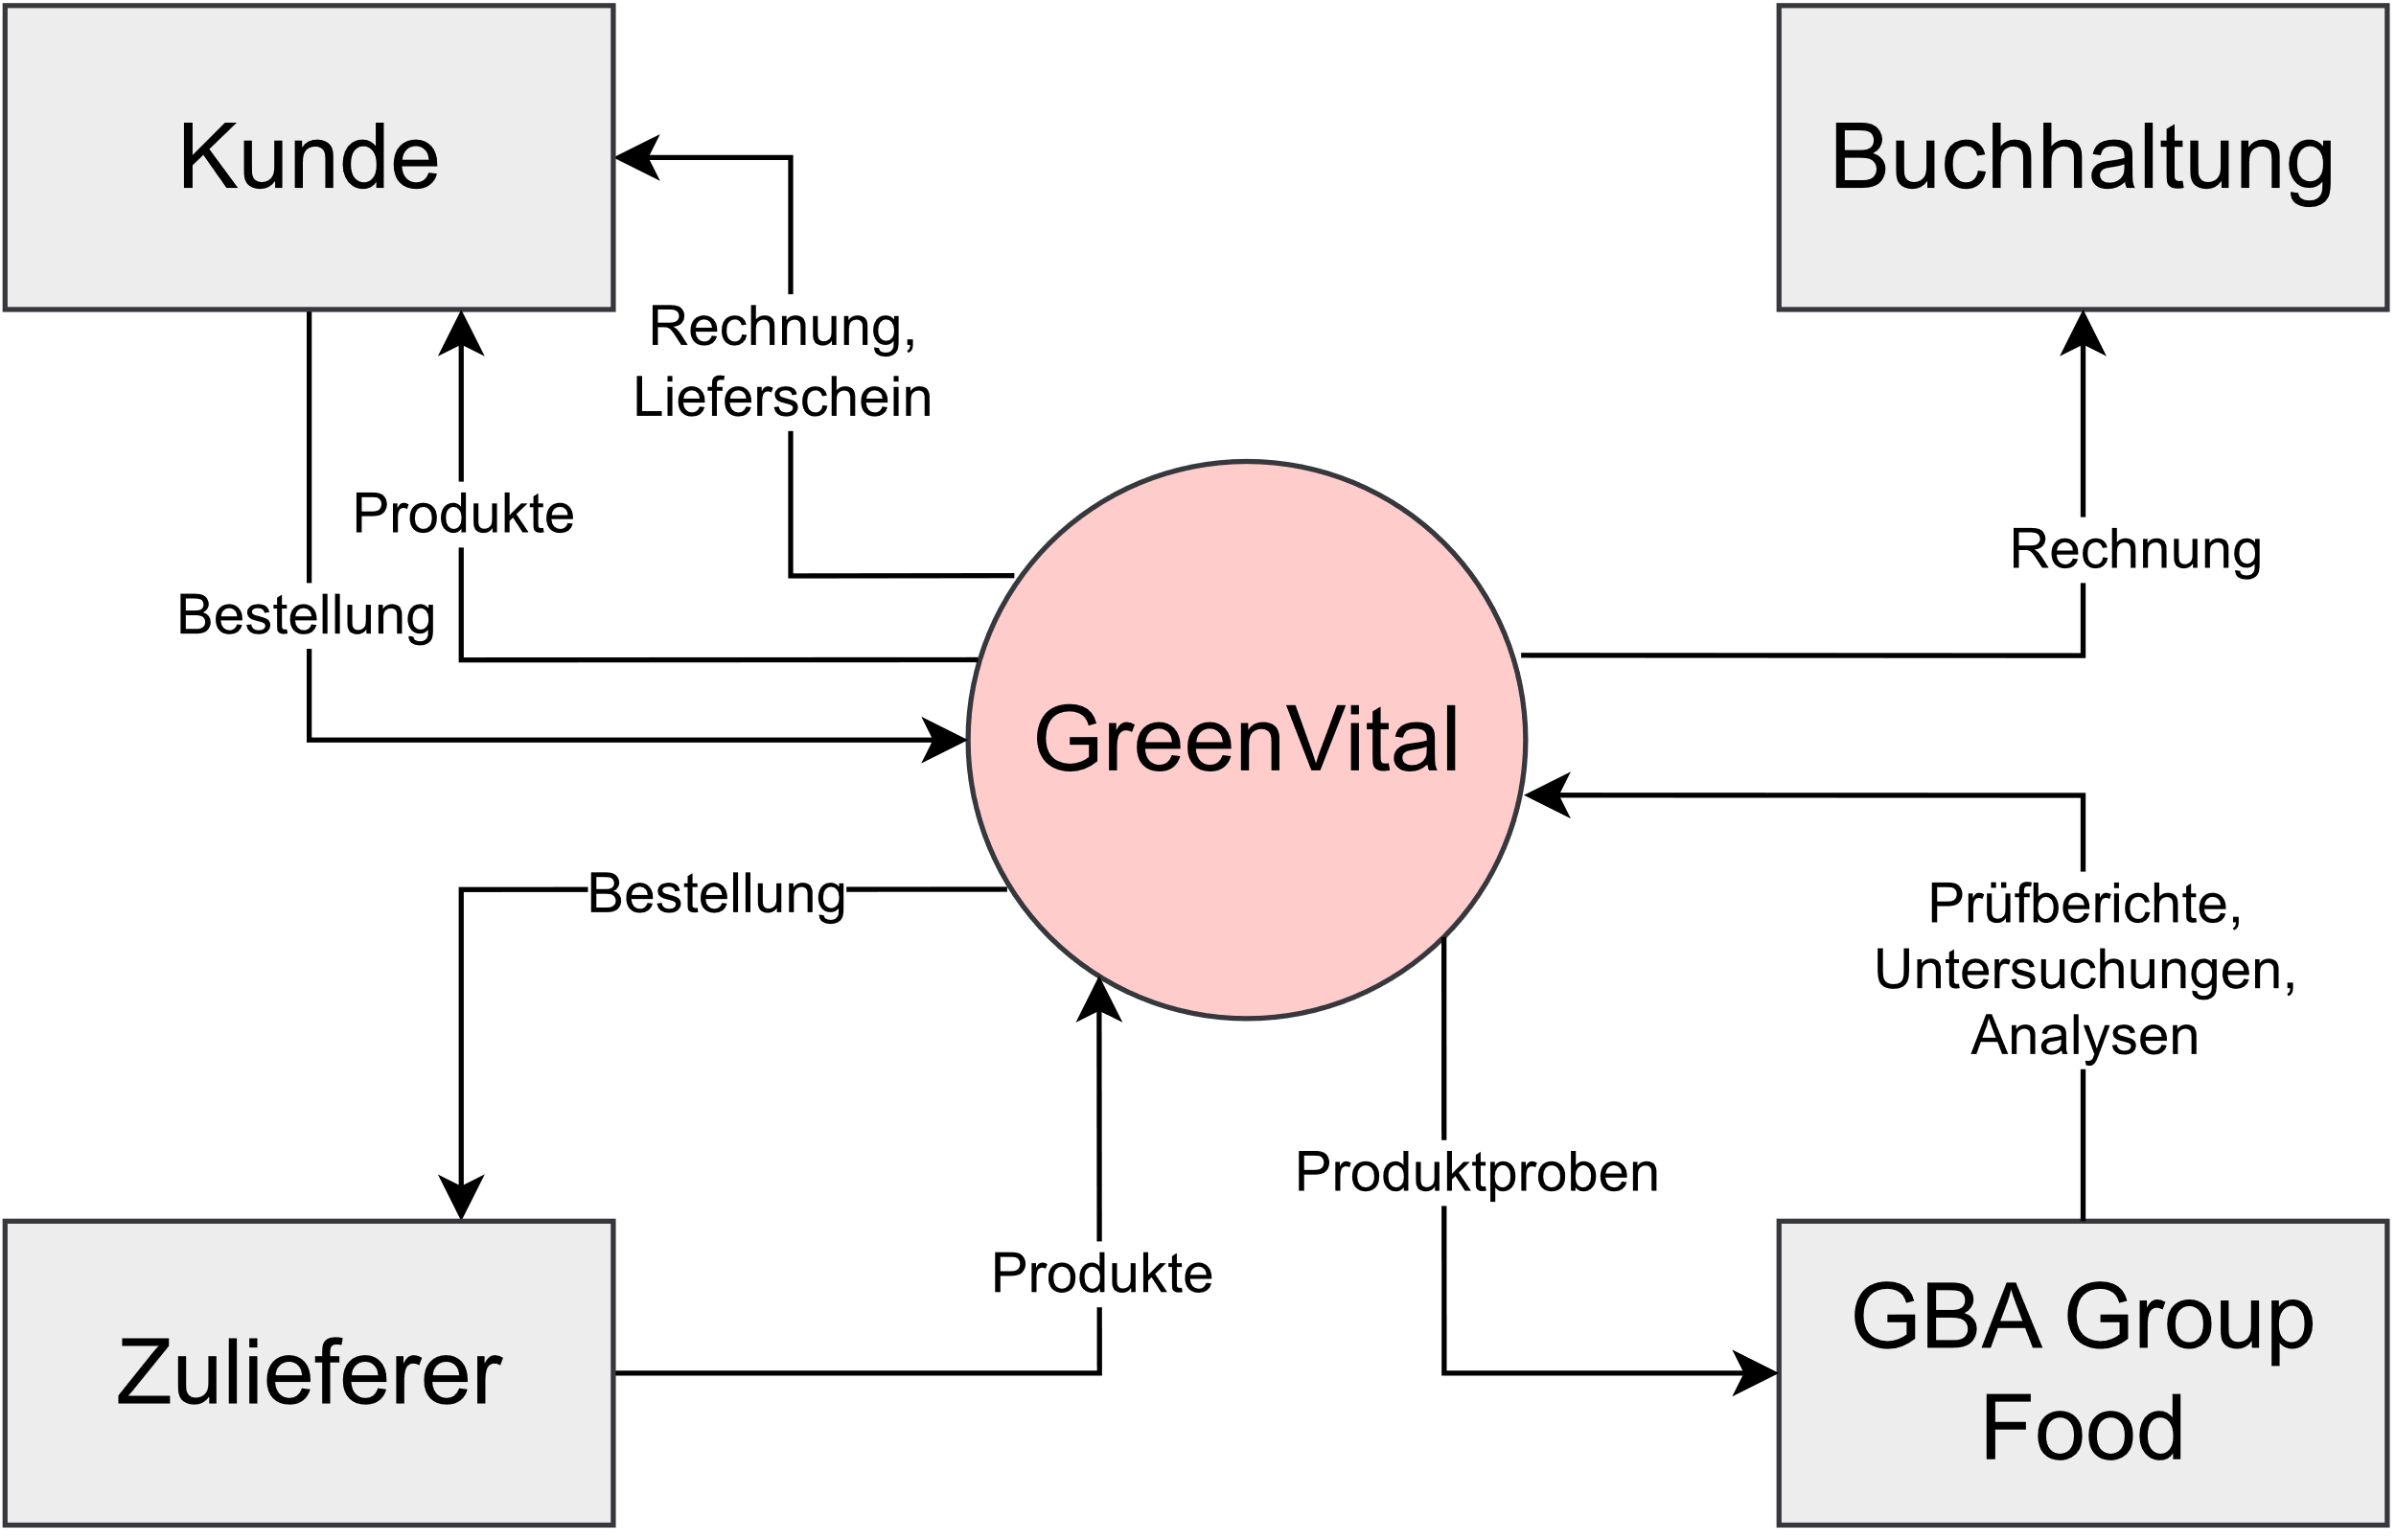 Kunde
Buchhaltung
Rechnung,
Lieferschein
Produkte
Rechnung
Bestellung
GreenVital
Bestellung
Prüfberichte,
Untersuchungen,
Analysen
Produktproben
Produkte
Zulieferer
GBA Group
Food